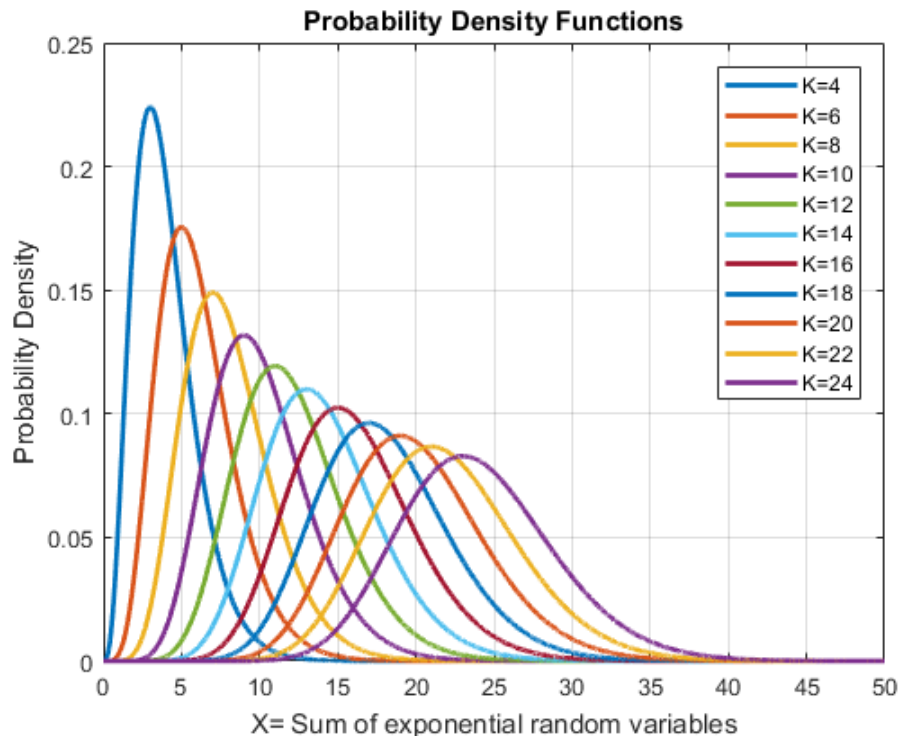 Probability Density Functions
0.25
0.2
0.15
0.1
0.05
0
Probability Density
K=4
K=6
K=8
K=10
K=12
K=14
K=16
K=18
K=20
K=22
K=24
0 5 10 15 20 25 30 35 40 45 50
X= Sum of exponential random variables